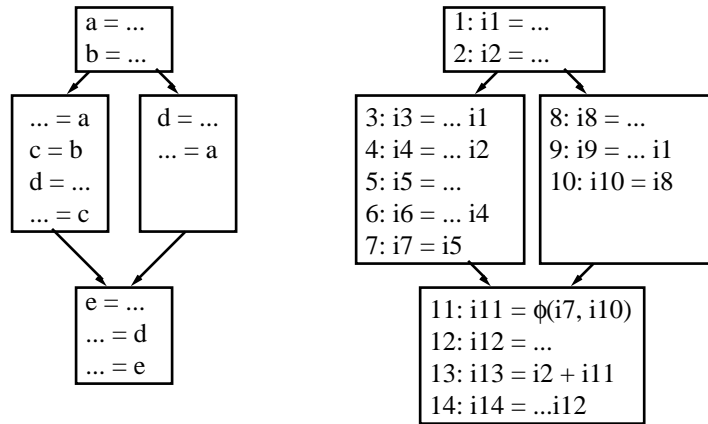 a = ...
b = ...
... = a
c = b
d = ...
... = c
d = ...
... = a
e = ...
... = d
... = e
1: i1 = ...
2: i2 = ...
3: i3 = ... i1
4: i4 = ... i2
5: i5 = ...
6: i6 = ... i4
7: i7 = i5
8: i8 = ...
9: i9 = ... i1
10: i10 = i8
11: i11 = ϕ(i7, i10)
12: i12 = ...
13: i13 = i2 + i11
14: i14 = ...i12